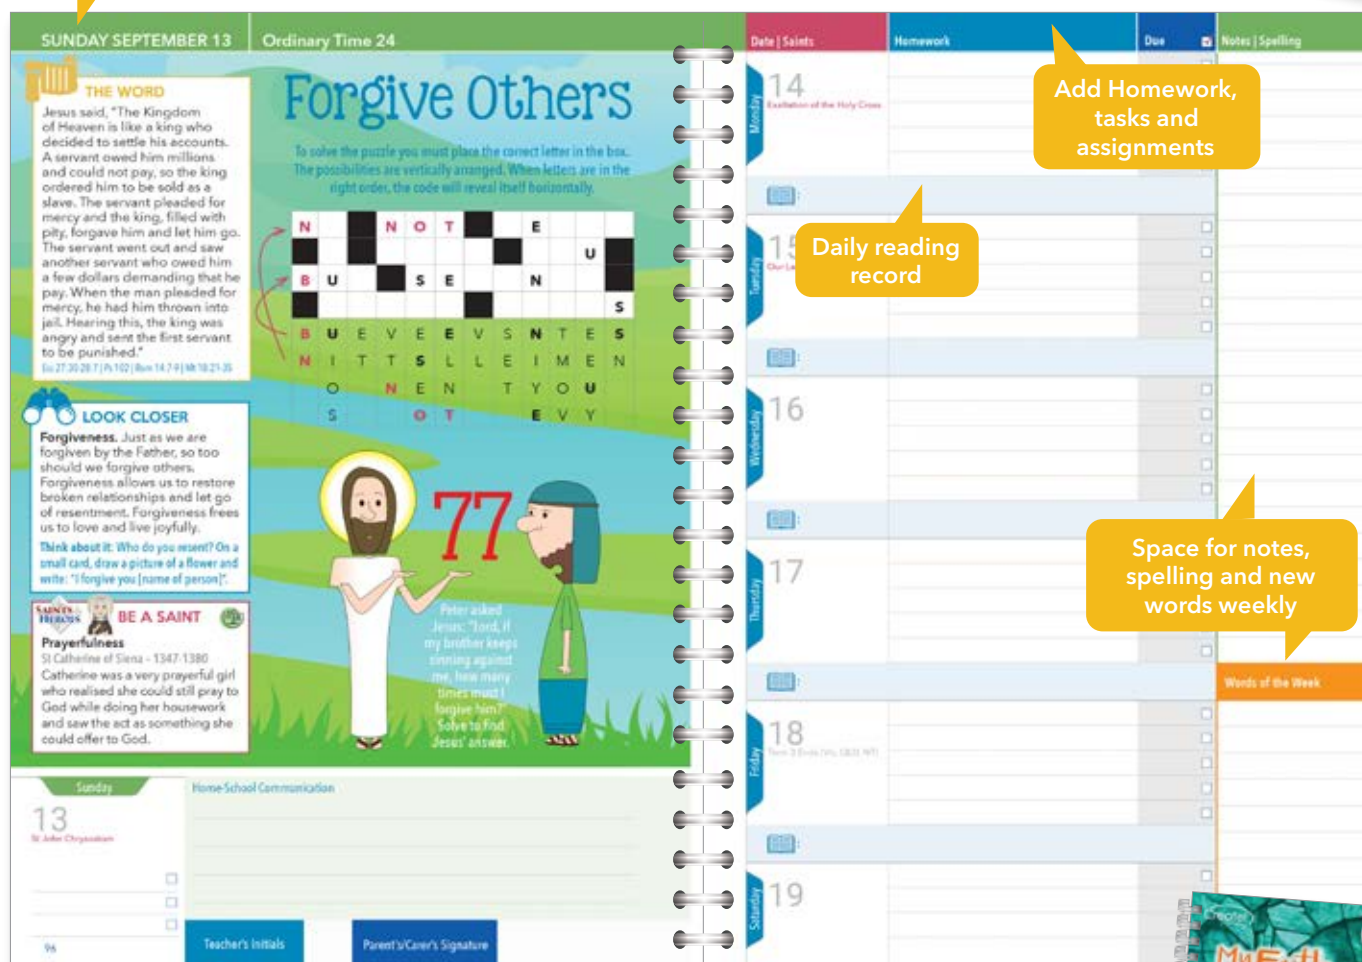 SUNDAY SEPTEMBER 13
Ordinary Time 24
THE WORD
Jesus said, "The Kingdom
of Heaven is like a king who
decided to settle his accounts.
A servant owed him millions
and could not pay, so the king
ordered him to be sold as a
slave. The servant pleaded for
mercy and the king, filled with
pity, forgave him and let him go.
The servant went out and saw
another servant who owed him
a few dollars demanding that he
pay. When the man pleaded for
mercy, he had him thrown into
jail. Hearing this, the king was
angry and sent the first servant
to be punished."
LOOK CLOSER
Forgiveness. Just as we are
forgiven by the Father, so too
should we forgive others.
Forgiveness allows us to restore
broken relationships and let go
of resentment. Forgiveness frees
us to love and live joyfully.
Think about it: Who do you resent? On a
small card, draw a picture of a flower and
write: "I forgive you [name of person]".
SAINTS &
HEROES
BE A SAINT
Prayerfulness
St Catherine of Siena - 1347-1380
Catherine was a very prayerful girl
who realised she could still pray to
God while doing her housework
and saw the act as something she
could offer to God.
Forgive Others
To solve the puzzle you must place the correct letter in the box.
The possibilities are vertically arranged. When letters are in the
right order, the code will reveal itself horizontally.
N N O T E
U
B U S E N
S
B U E V E E V S N T E S
N I T T S L L E I M E N
O N E N T Y O U
S O T E V Y
77
Peter asked
Jesus: "Lord, if
my brother keeps
sinning against
me, how many
times must I
forgive him?"
Solve to find
Jesus' answer.
Sunday
13
St John Chrysostom
96
Home-School Communication
Teacher's Initials
Parent's/Carer's Signature
Date | Saints
Homework
Due
Notes | Spelling
Monday
14
Exaltation of the Holy Cross
Add Homework,
tasks and
assignments
Tuesday
15
Daily reading
record
Wednesday
16
Thursday
17
Space for notes,
spelling and new
words weekly
Words of the Week
Friday
18
Saturday
19
Create